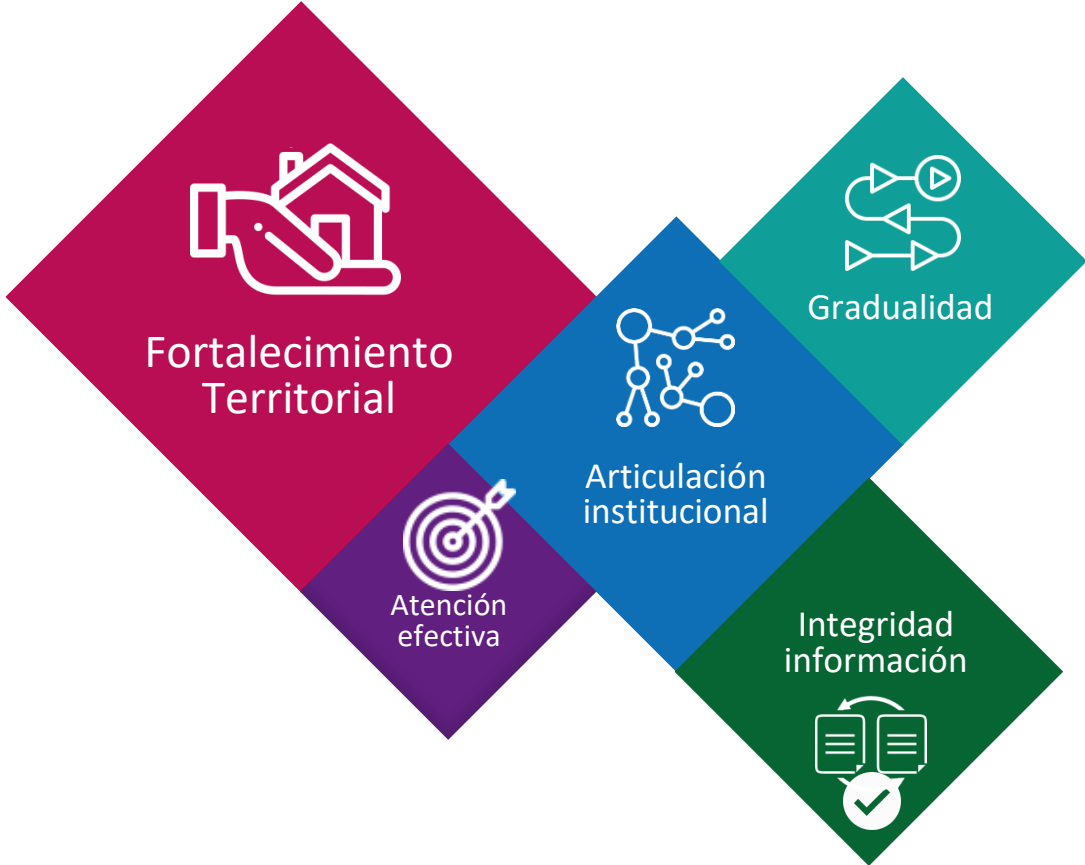 Fortalecimiento
Territorial
Gradualidad
Articulación
institucional
Atención
efectiva
Integridad
información